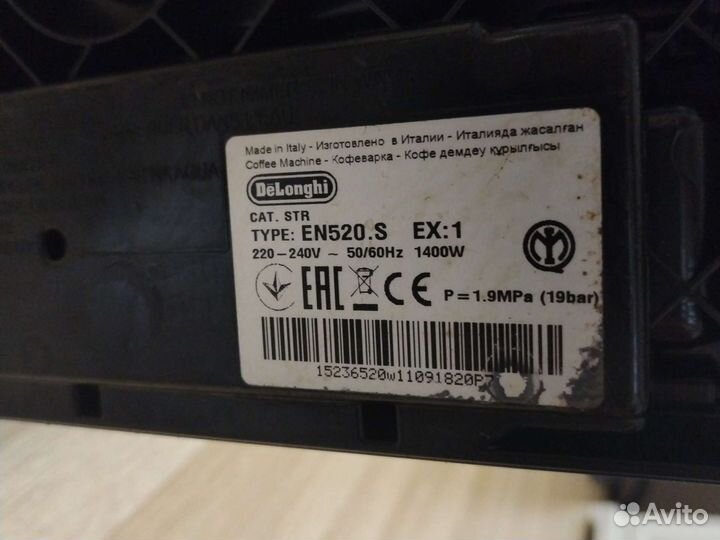 Made in Italy - Изготовлено в Италии - Италияда жасалған
Coffee Machine - Кофеварка - Кофе демдеу құрылғысы
DeLonghi
CAT. STR
TYPE: EN520.S EX:1
220-240V ~ 50/60Hz 1400W
EAC CE P=1.9MPa (19bar)
15236520w11091820P7
Avito